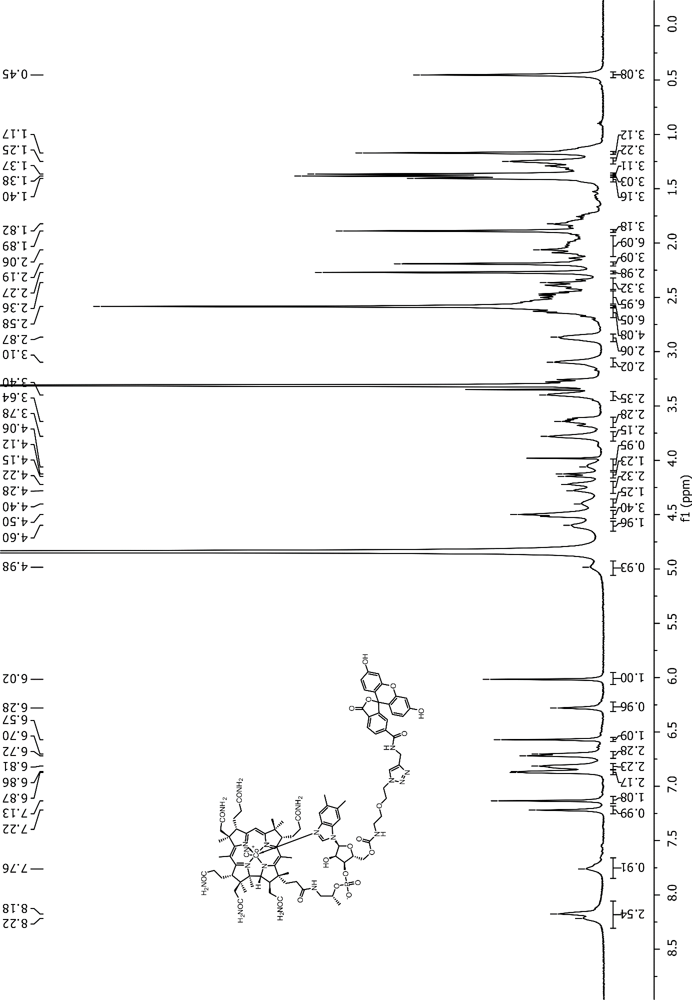 0.45
1.17
1.25
1.37
1.38
1.40
1.82
1.89
2.06
2.19
2.27
2.36
2.58
2.87
3.10
3.40
3.64
3.78
4.06
4.12
4.15
4.22
4.28
4.40
4.50
4.60
4.98
6.02
6.28
6.57
6.70
6.72
6.81
6.86
6.87
7.13
7.22
7.76
8.18
8.22
OH
O
O
O
HO
O
N
H
N
N
N
O
N
H
O
O
CONH2
CONH2
CONH2
N
N
N
N
CN
Co+
N
N
O
HO
H2NOC
H2NOC
H2NOC
H
O
NH
O
O
P
O
-O
3.08
3.12
3.22
3.11
3.03
3.16
3.18
6.09
3.09
2.98
3.32
6.95
6.05
4.08
2.06
2.02
2.35
2.28
2.15
0.95
1.23
2.32
1.25
3.40
1.96
0.93
1.00
0.96
1.09
2.28
2.23
2.17
1.08
0.99
0.91
2.54
0.0
0.5
1.0
1.5
2.0
2.5
3.0
3.5
4.0
4.5
5.0
5.5
6.0
6.5
7.0
7.5
8.0
8.5
f1 (ppm)